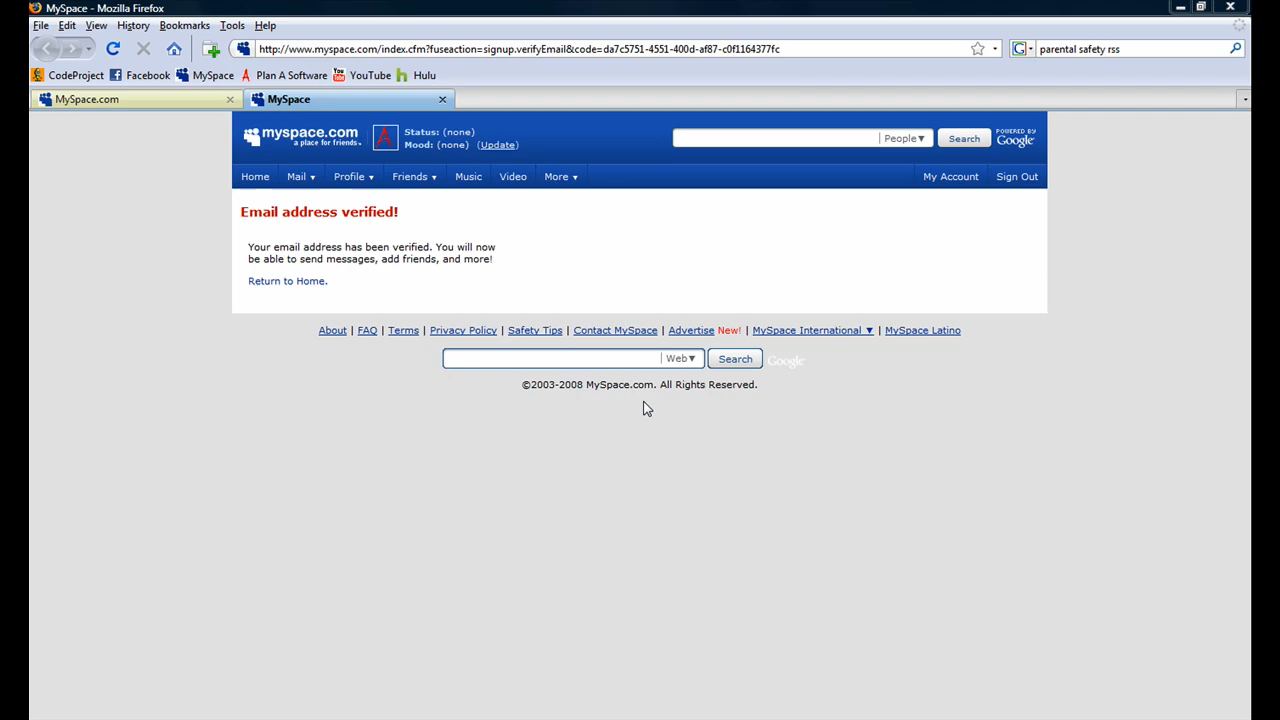 MySpace - Mozilla Firefox
File Edit View History Bookmarks Tools Help
http://www.myspace.com/index.cfm?fuseaction=signup.verifyEmail&code=da7c5751-4551-400d-af87-c0f1164377fc
parental safety rss
CodeProject Facebook MySpace Plan A Software YouTube Hulu
MySpace.com MySpace
myspace.com
a place for friends.
Status: (none)
Mood: (none) (Update)
People▼ Search
POWERED BY
Google
Home Mail ▼ Profile ▼ Friends ▼ Music Video More ▼ My Account Sign Out
Email address verified!
Your email address has been verified. You will now
be able to send messages, add friends, and more!
Return to Home.
About | FAQ | Terms | Privacy Policy | Safety Tips | Contact MySpace | Advertise New! | MySpace International ▼ | MySpace Latino
Web▼ Search Google
©2003-2008 MySpace.com. All Rights Reserved.